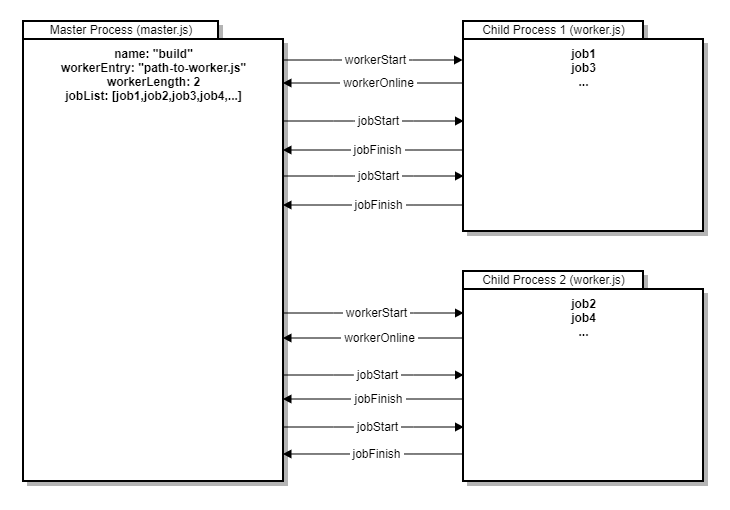 Master Process (master.js)
name: "build"
workerEntry: "path-to-worker.js"
workerLength: 2
jobList: [job1,job2,job3,job4,...]
workerStart
workerOnline
jobStart
jobFinish
jobStart
jobFinish
Child Process 1 (worker.js)
job1
job3
...
workerStart
workerOnline
jobStart
jobFinish
jobStart
jobFinish
Child Process 2 (worker.js)
job2
job4
...